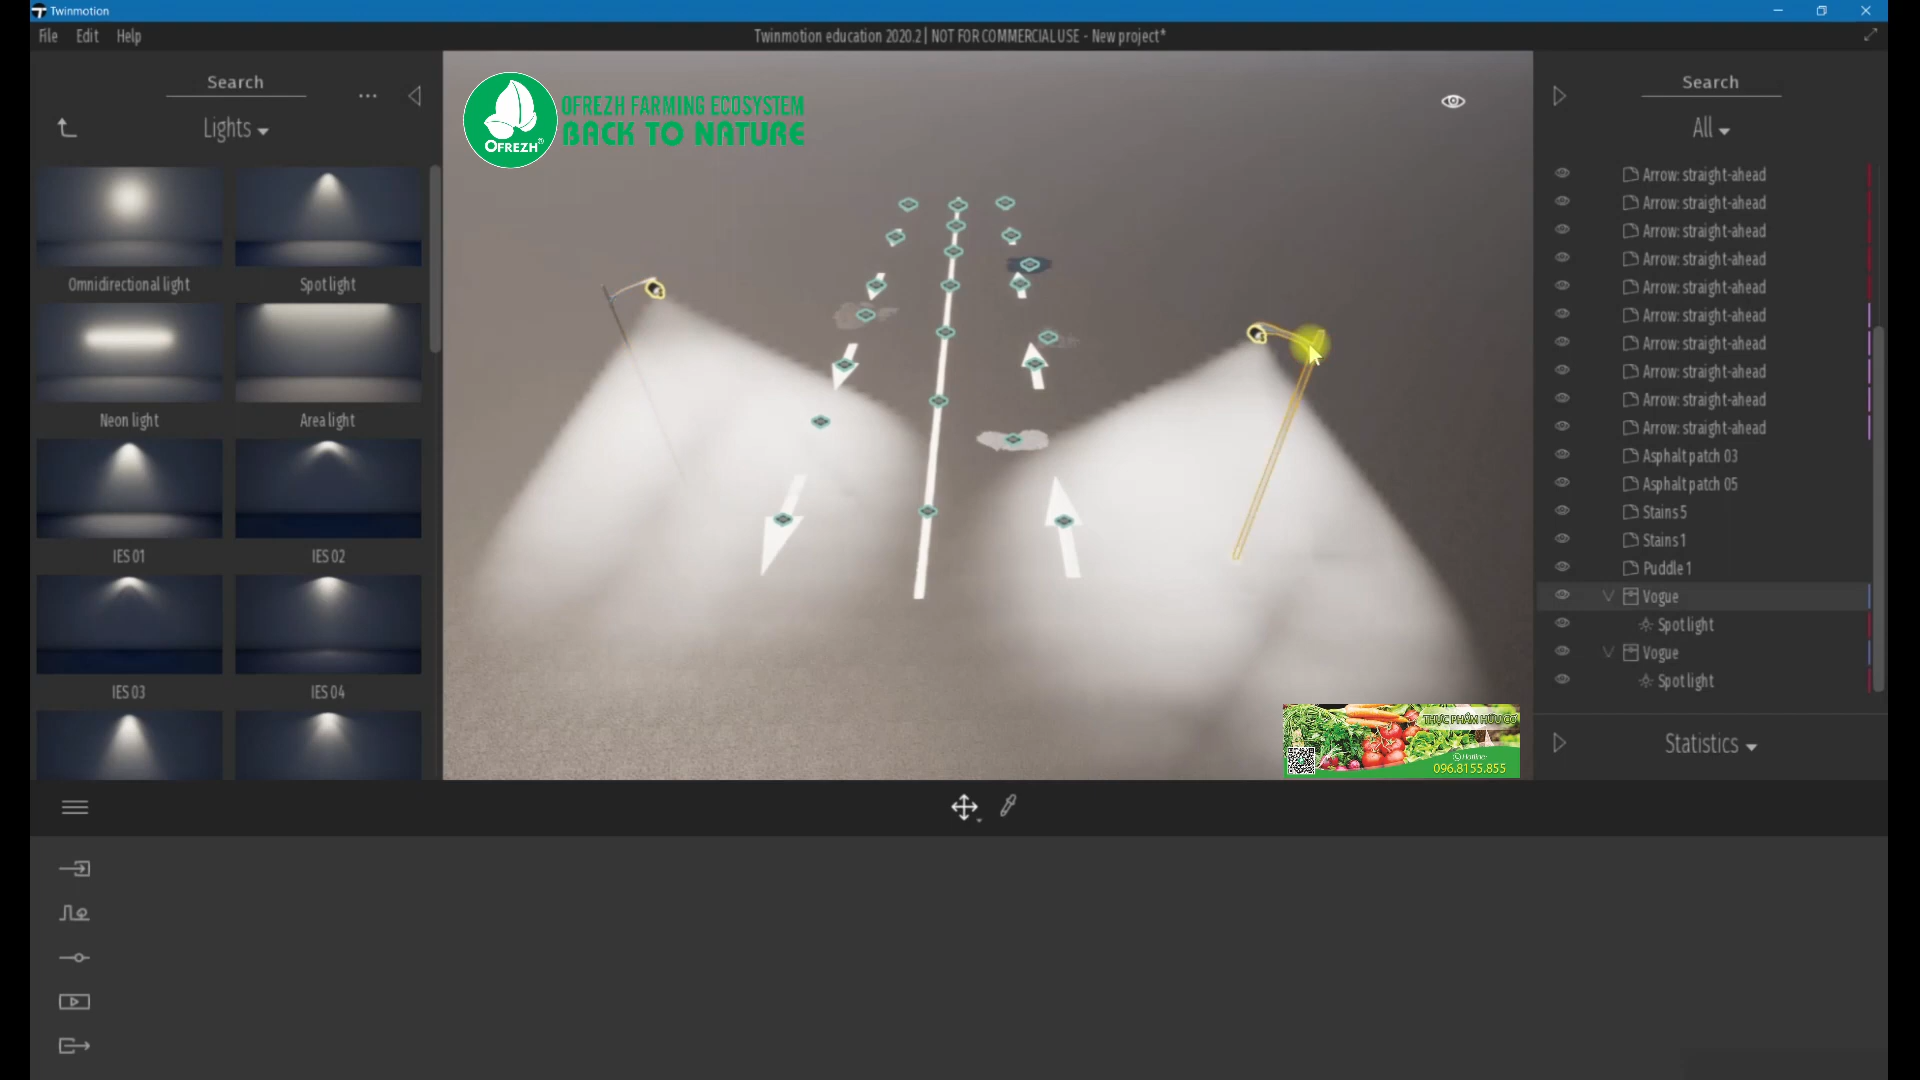 Twinmotion
File Edit Help
Twinmotion education 2020.2 | NOT FOR COMMERCIAL USE - New project*
Search
...
Lights
Omnidirectional light
Spot light
Neon light
Area light
IES 01
IES 02
IES 03
IES 04
OFREZH®
OFREZH FARMING ECOSYSTEM
BACK TO NATURE
THỰC PHẨM HỮU CƠ
Hotline:
096.8155.855
Search
All
Arrow: straight-ahead
Arrow: straight-ahead
Arrow: straight-ahead
Arrow: straight-ahead
Arrow: straight-ahead
Arrow: straight-ahead
Arrow: straight-ahead
Arrow: straight-ahead
Arrow: straight-ahead
Arrow: straight-ahead
Asphalt patch 03
Asphalt patch 05
Stains 5
Stains 1
Puddle 1
Vogue
Spot light
Vogue
Spot light
Statistics